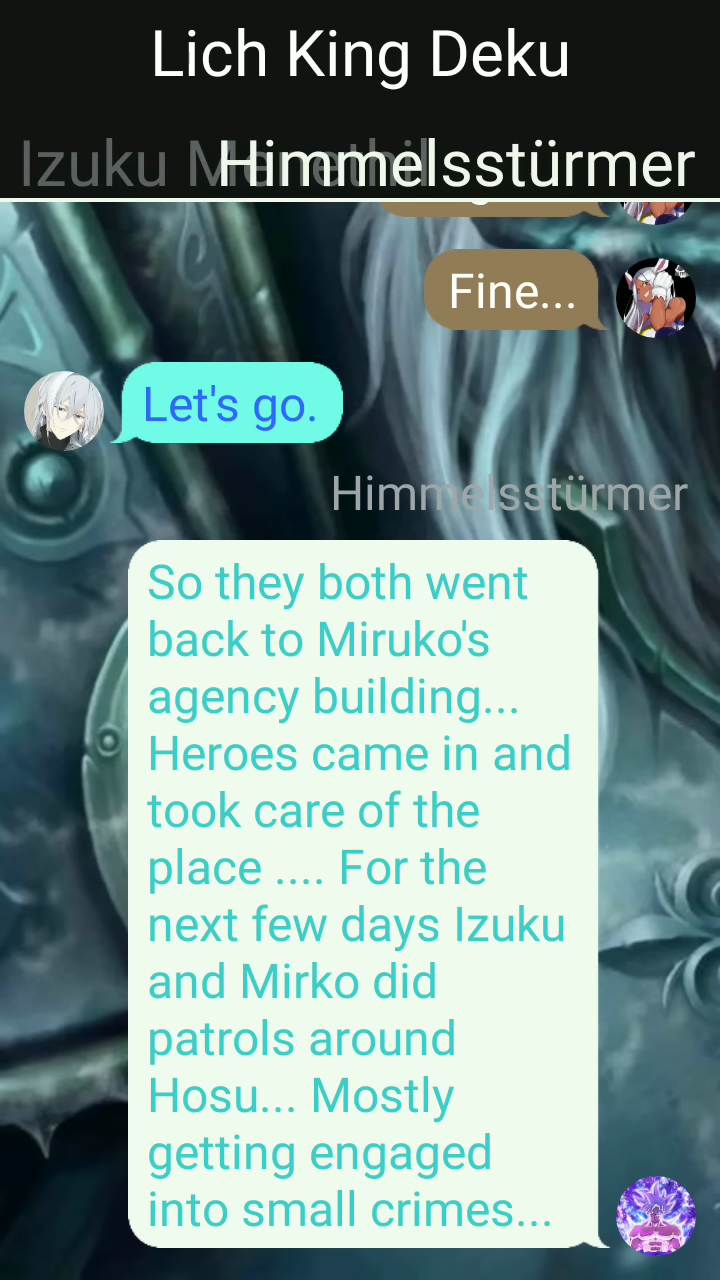 Lich King Deku
Izuku Menethil
Himmelsstürmer
Fine...
Let's go.
Himmelsstürmer
So they both went
back to Miruko's
agency building...
Heroes came in and
took care of the
place .... For the
next few days Izuku
and Mirko did
patrols around
Hosu... Mostly
getting engaged
into small crimes...